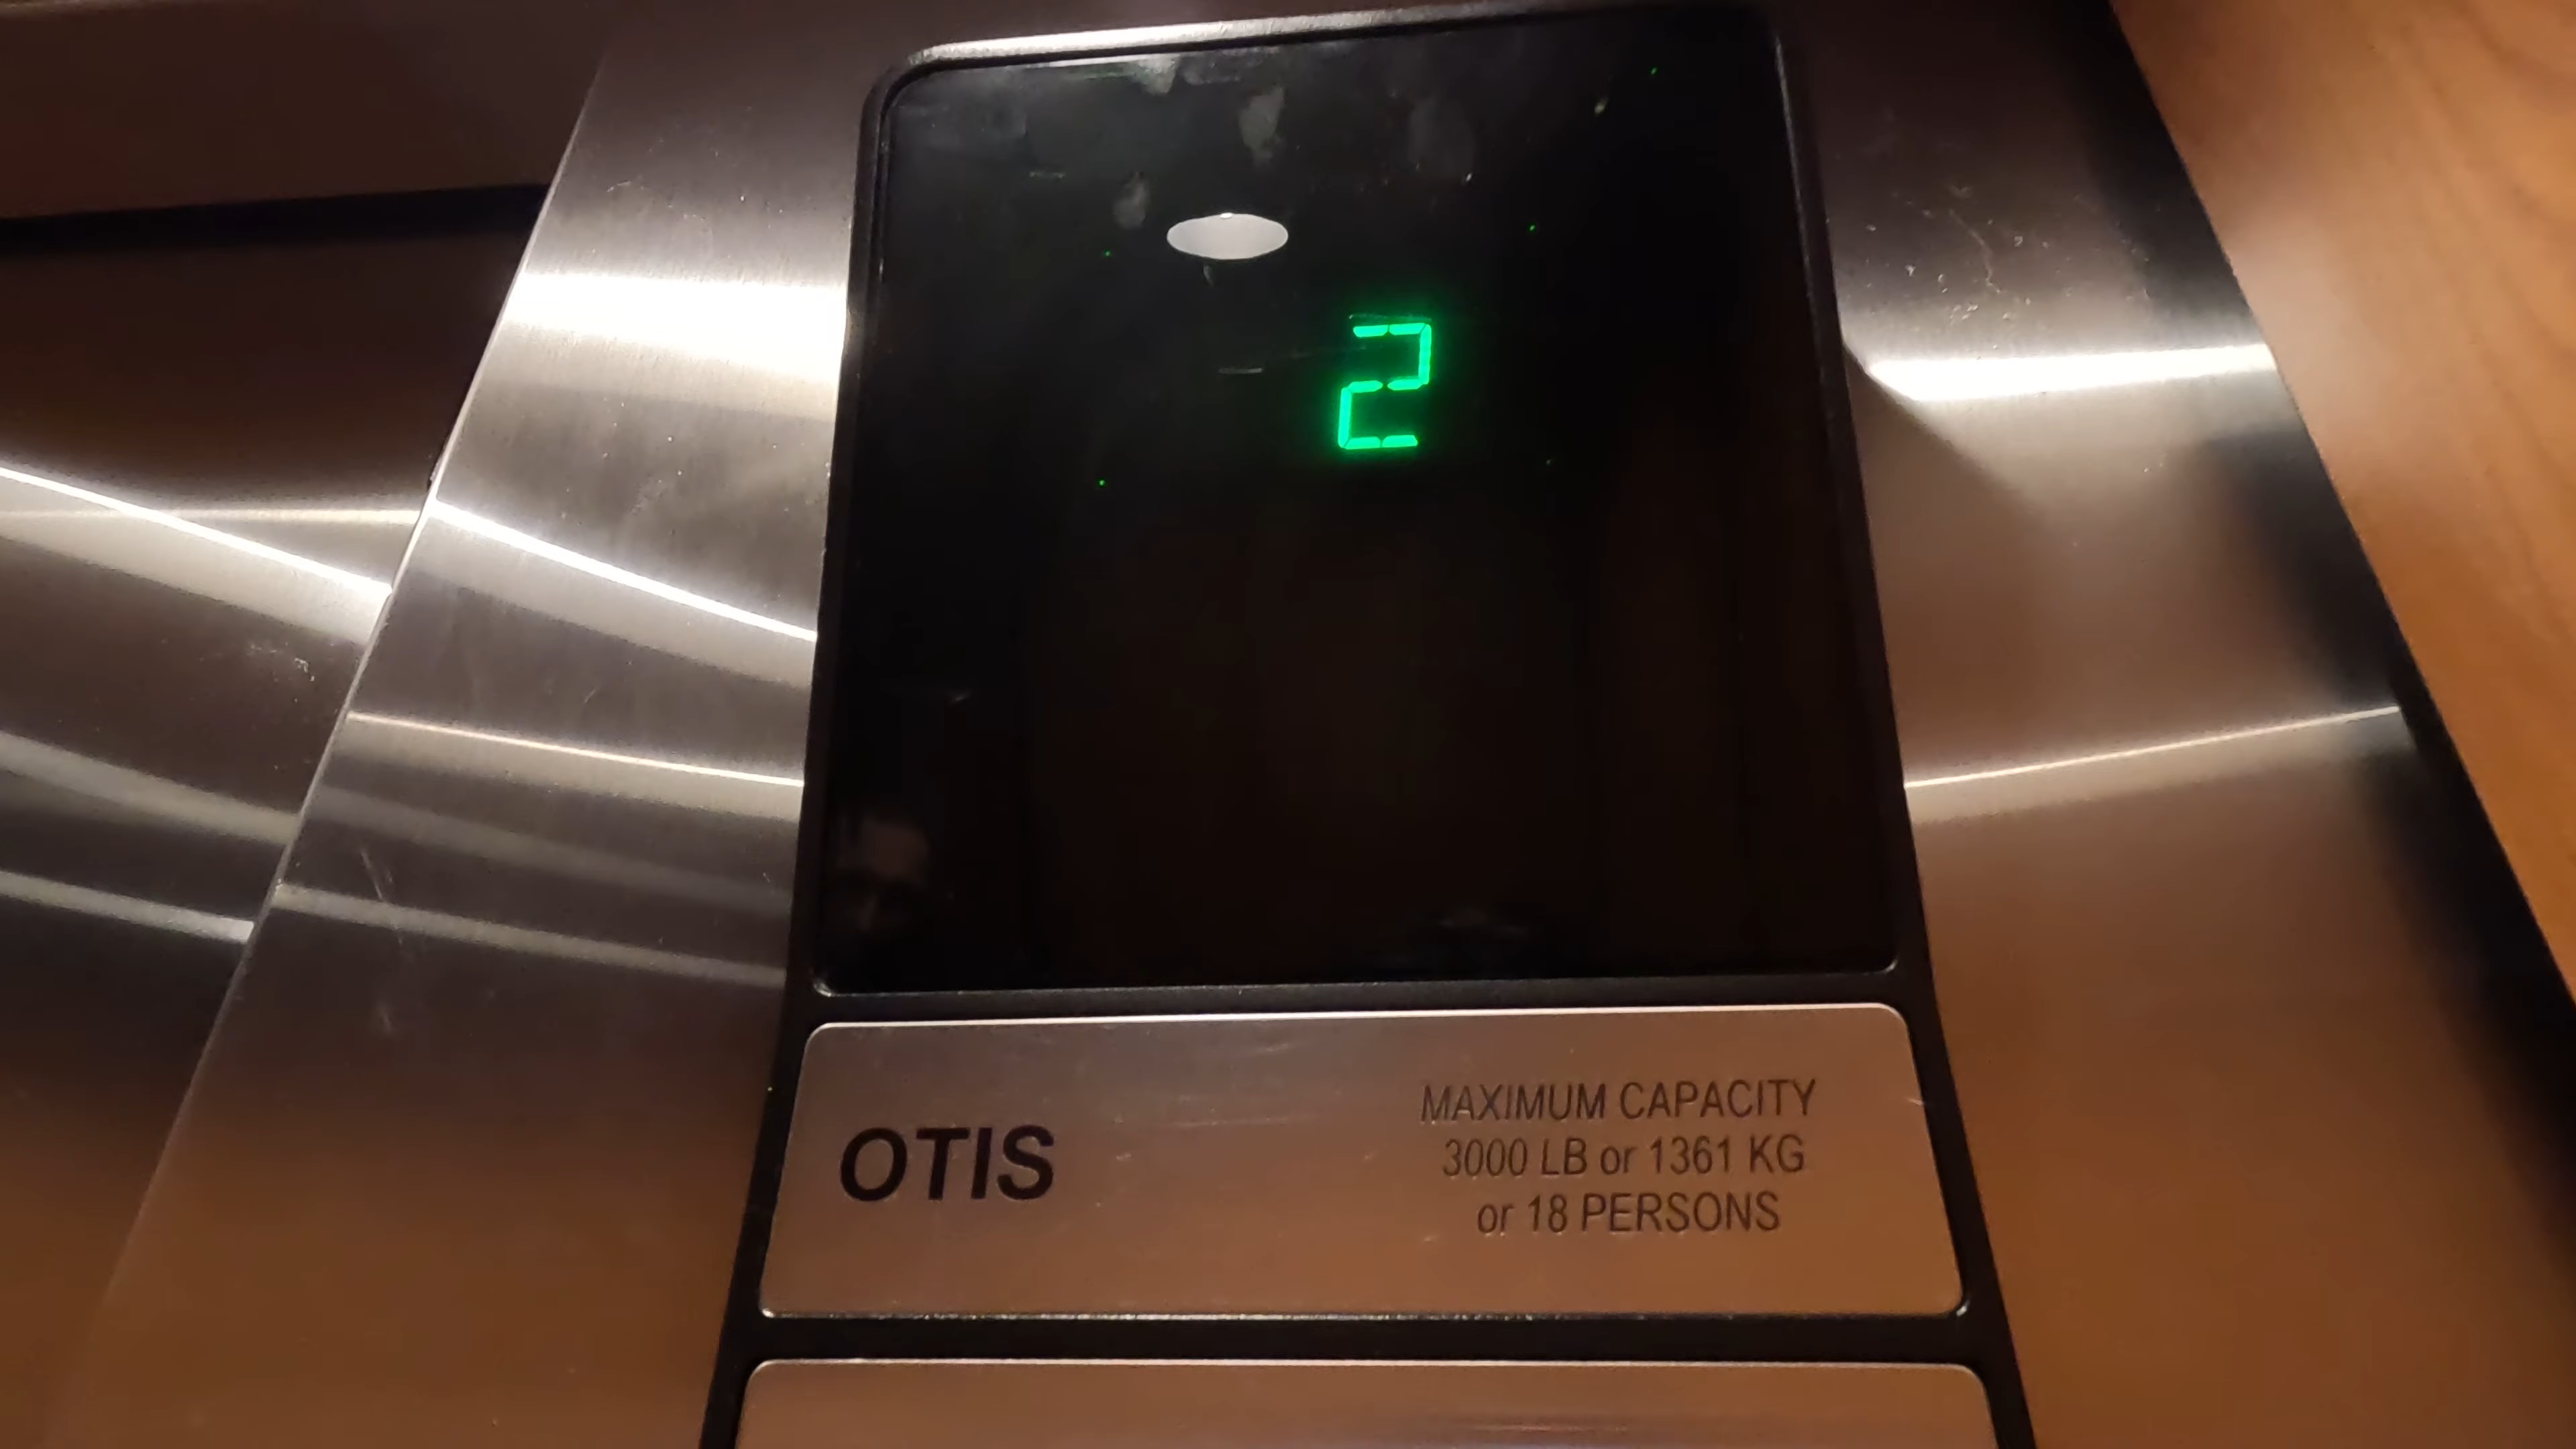 2
OTIS
MAXIMUM CAPACITY
3000 LB or 1361 KG
or 18 PERSONS